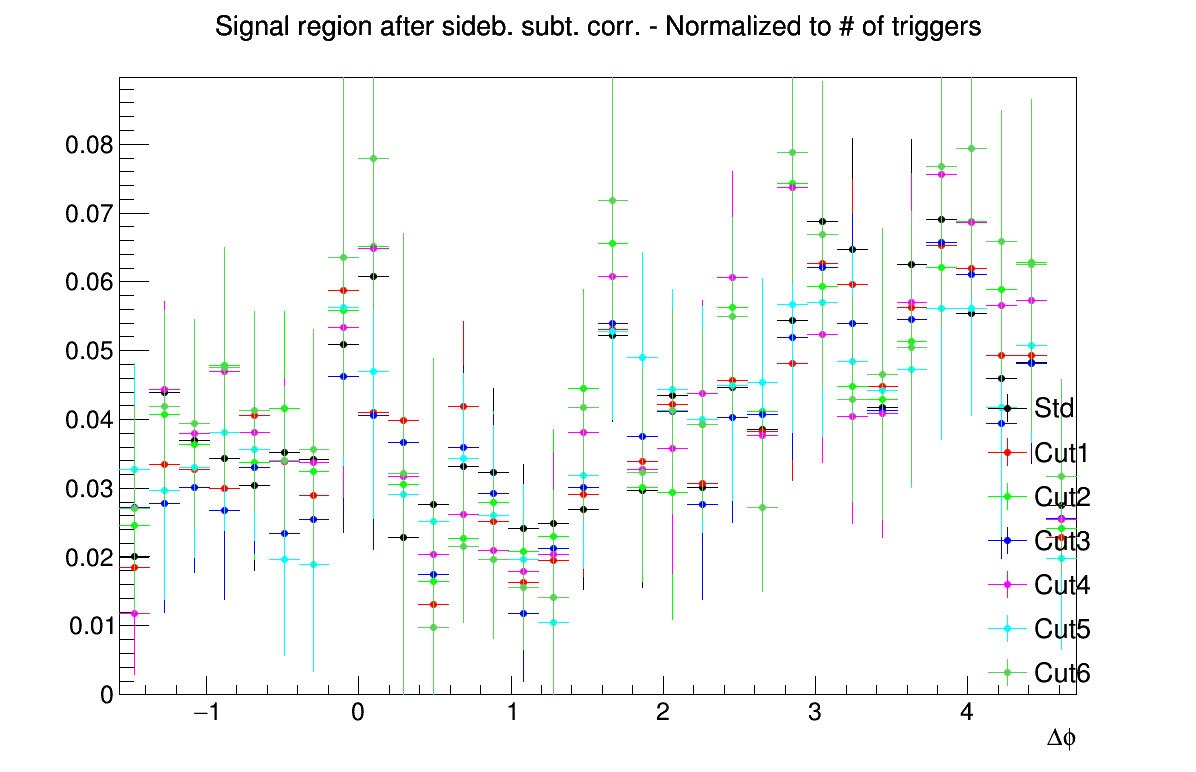 Signal region after sideb. subt. corr. - Normalized to # of triggers
0.08
0.07
0.06
0.05
0.04
0.03
0.02
0.01
0
−1 0 1 2 3 4
Δϕ
Std
Cut1
Cut2
Cut3
Cut4
Cut5
Cut6